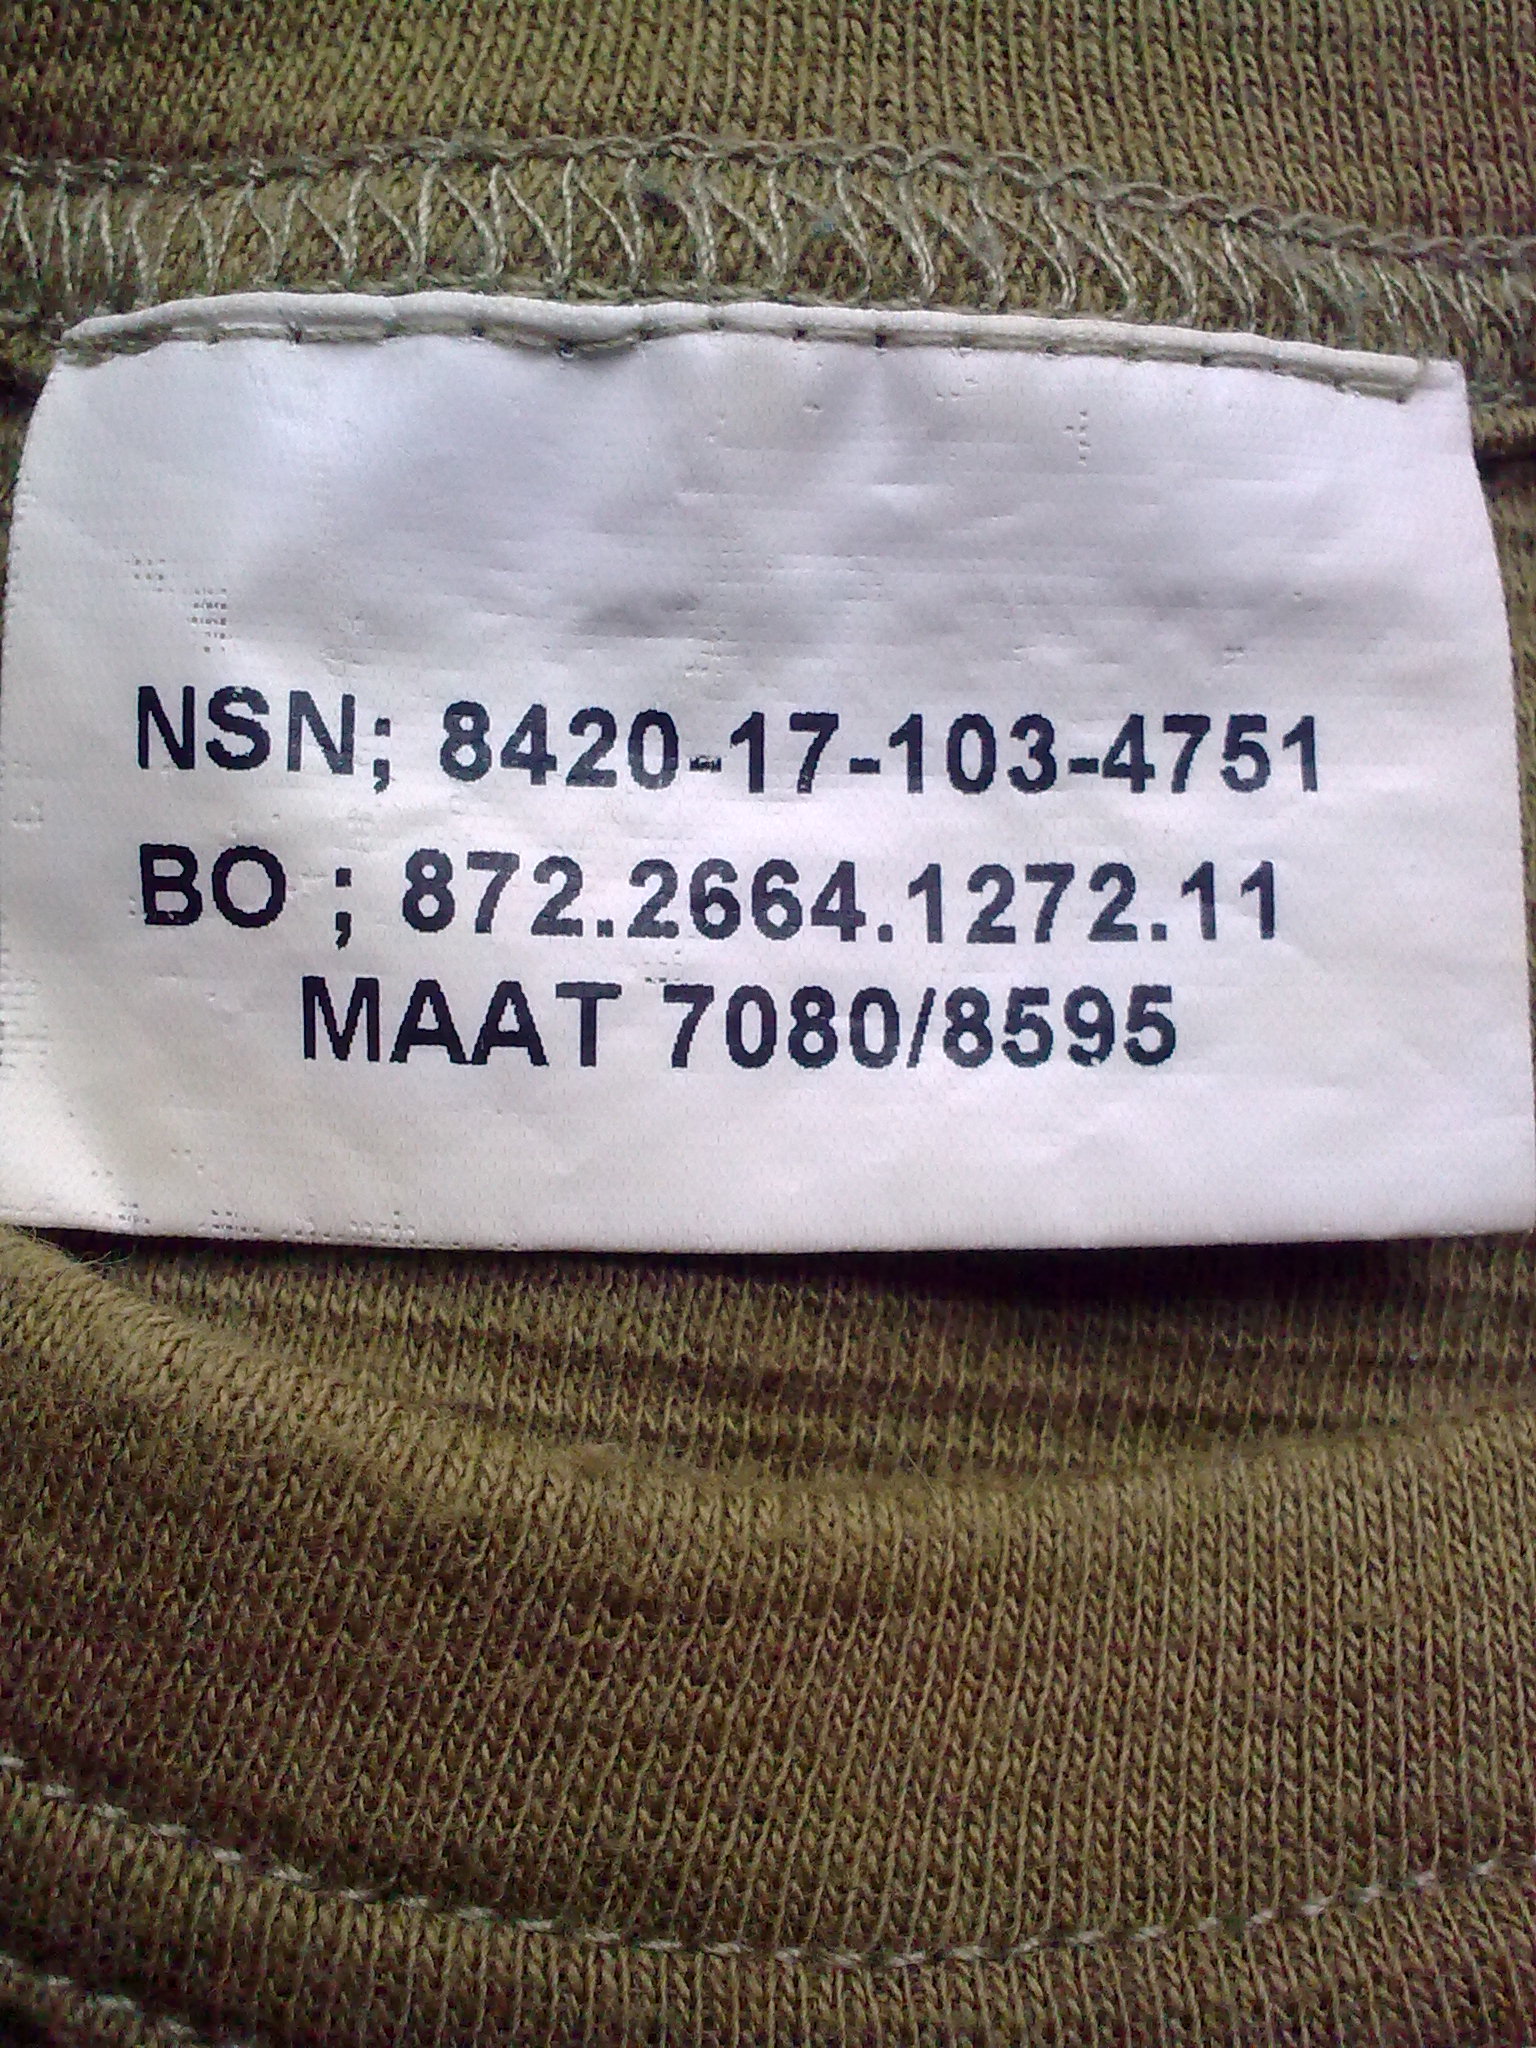 NSN; 8420-17-103-4751
BO ; 872.2664.1272.11
MAAT 7080/8595